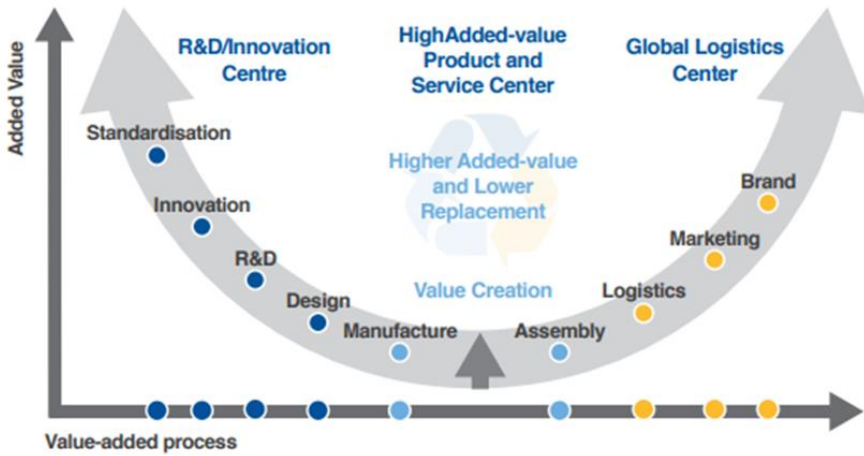 Added Value
R&D/Innovation
Centre
HighAdded-value
Product and
Service Center
Global Logistics
Center
Standardisation
Innovation
R&D
Design
Manufacture
Higher Added-value
and Lower
Replacement
Value Creation
Assembly
Logistics
Marketing
Brand
Value-added process